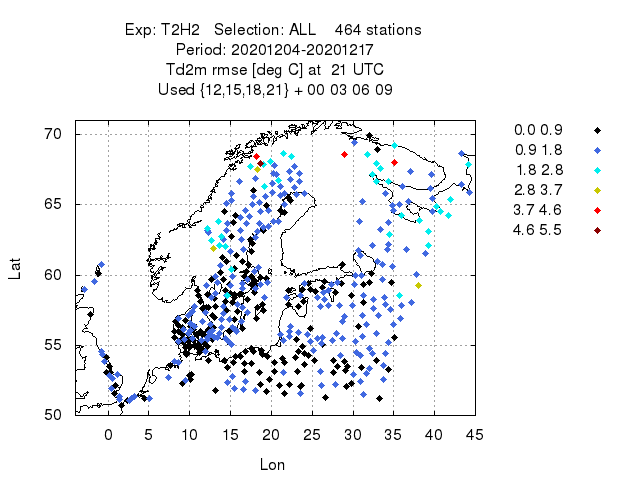 Exp: T2H2   Selection: ALL    464 stations
Period: 20201204-20201217
Td2m rmse [deg C] at  21 UTC
Used {12,15,18,21} + 00 03 06 09
70
65
60
55
50
Lat
0 5 10 15 20 25 30 35 40 45
Lon
0.0 0.9
0.9 1.8
1.8 2.8
2.8 3.7
3.7 4.6
4.6 5.5